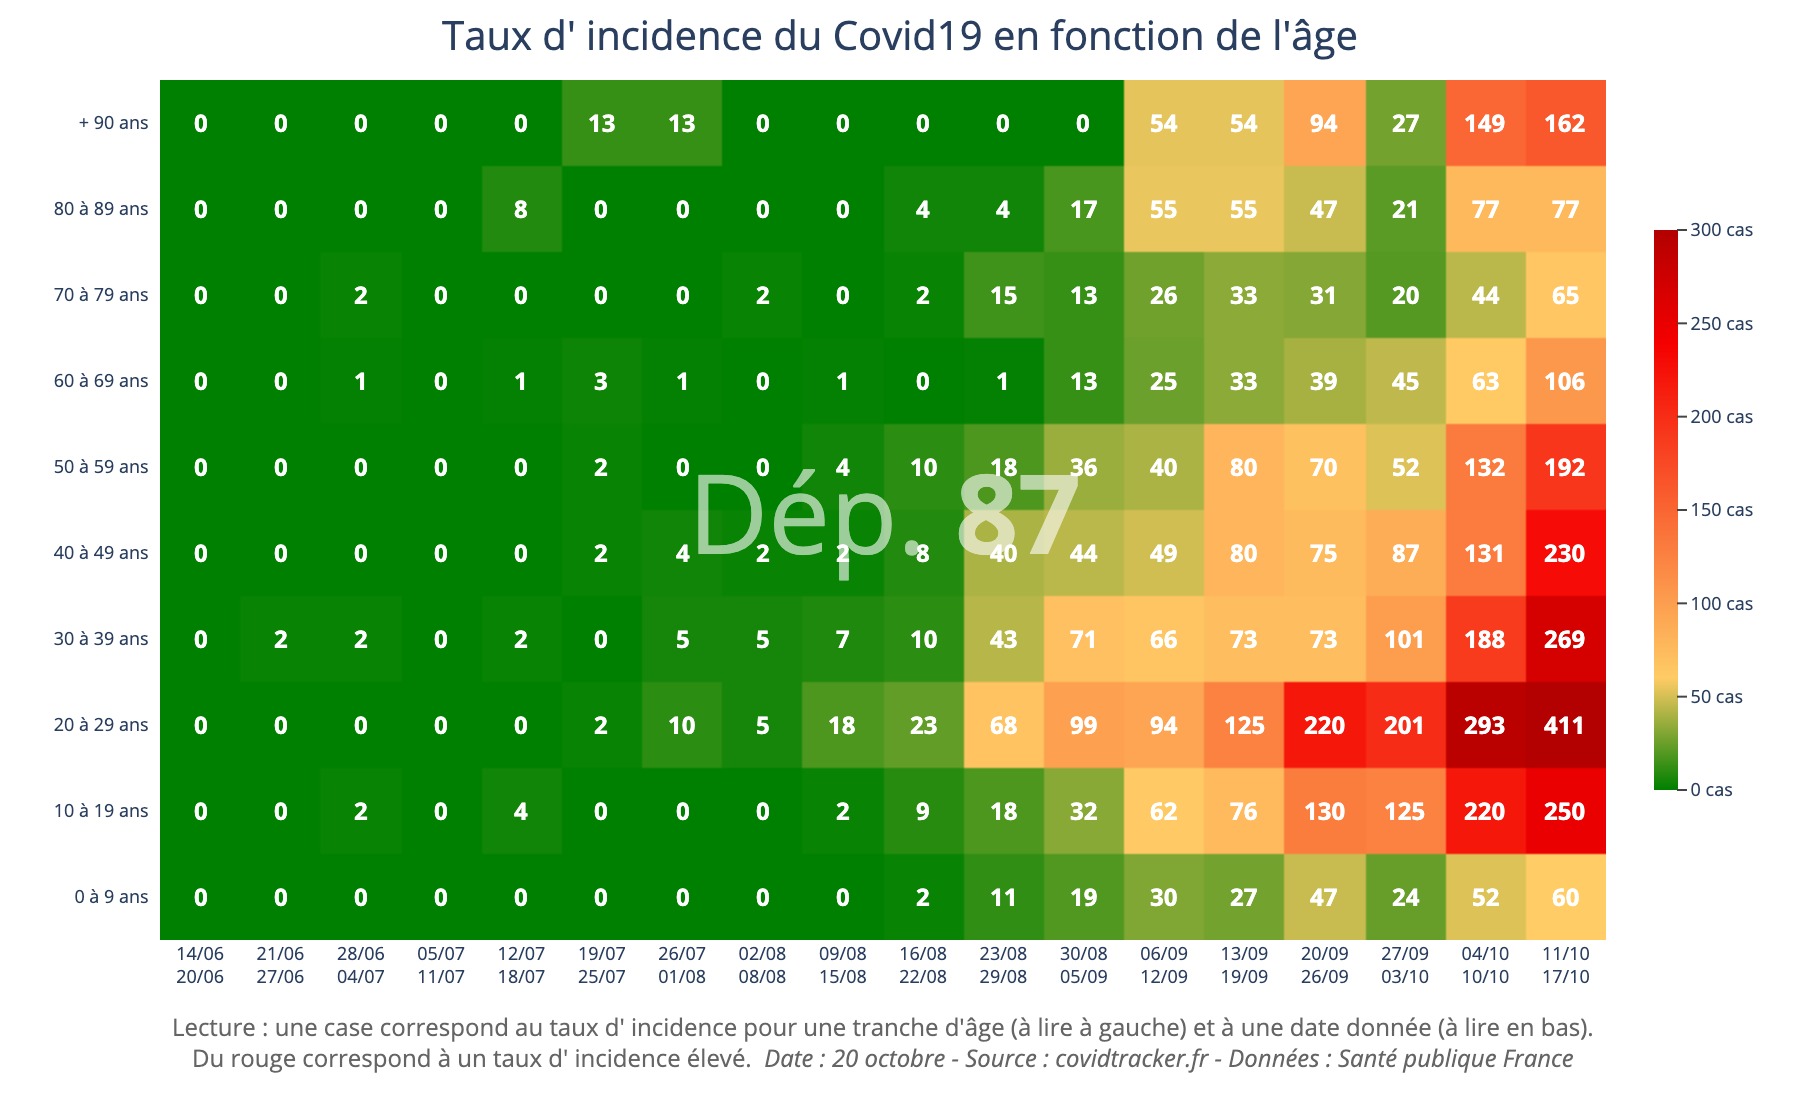 Taux d' incidence du Covid19 en fonction de l'âge
+ 90 ans 0 0 0 0 0 13 13 0 0 0 0 0 54 54 94 27 149 162
80 à 89 ans 0 0 0 0 8 0 0 0 0 4 4 17 55 55 47 21 77 77
70 à 79 ans 0 0 2 0 0 0 0 2 0 2 15 13 26 33 31 20 44 65
60 à 69 ans 0 0 1 0 1 3 1 0 1 0 1 13 25 33 39 45 63 106
50 à 59 ans 0 0 0 0 0 2 0 0 4 10 18 36 40 80 70 52 132 192
Dép. 87
40 à 49 ans 0 0 0 0 0 2 4 2 2 8 40 44 49 80 75 87 131 230
30 à 39 ans 0 2 2 0 2 0 5 5 7 10 43 71 66 73 73 101 188 269
20 à 29 ans 0 0 0 0 0 2 10 5 18 23 68 99 94 125 220 201 293 411
10 à 19 ans 0 0 2 0 4 0 0 0 2 9 18 32 62 76 130 125 220 250
0 à 9 ans 0 0 0 0 0 0 0 0 0 2 11 19 30 27 47 24 52 60
14/06 21/06 28/06 05/07 12/07 19/07 26/07 02/08 09/08 16/08 23/08 30/08 06/09 13/09 20/09 27/09 04/10 11/10
20/06 27/06 04/07 11/07 18/07 25/07 01/08 08/08 15/08 22/08 29/08 05/09 12/09 19/09 26/09 03/10 10/10 17/10
300 cas
250 cas
200 cas
150 cas
100 cas
50 cas
0 cas
Lecture : une case correspond au taux d' incidence pour une tranche d'âge (à lire à gauche) et à une date donnée (à lire en bas).
Du rouge correspond à un taux d' incidence élevé. Date : 20 octobre - Source : covidtracker.fr - Données : Santé publique France